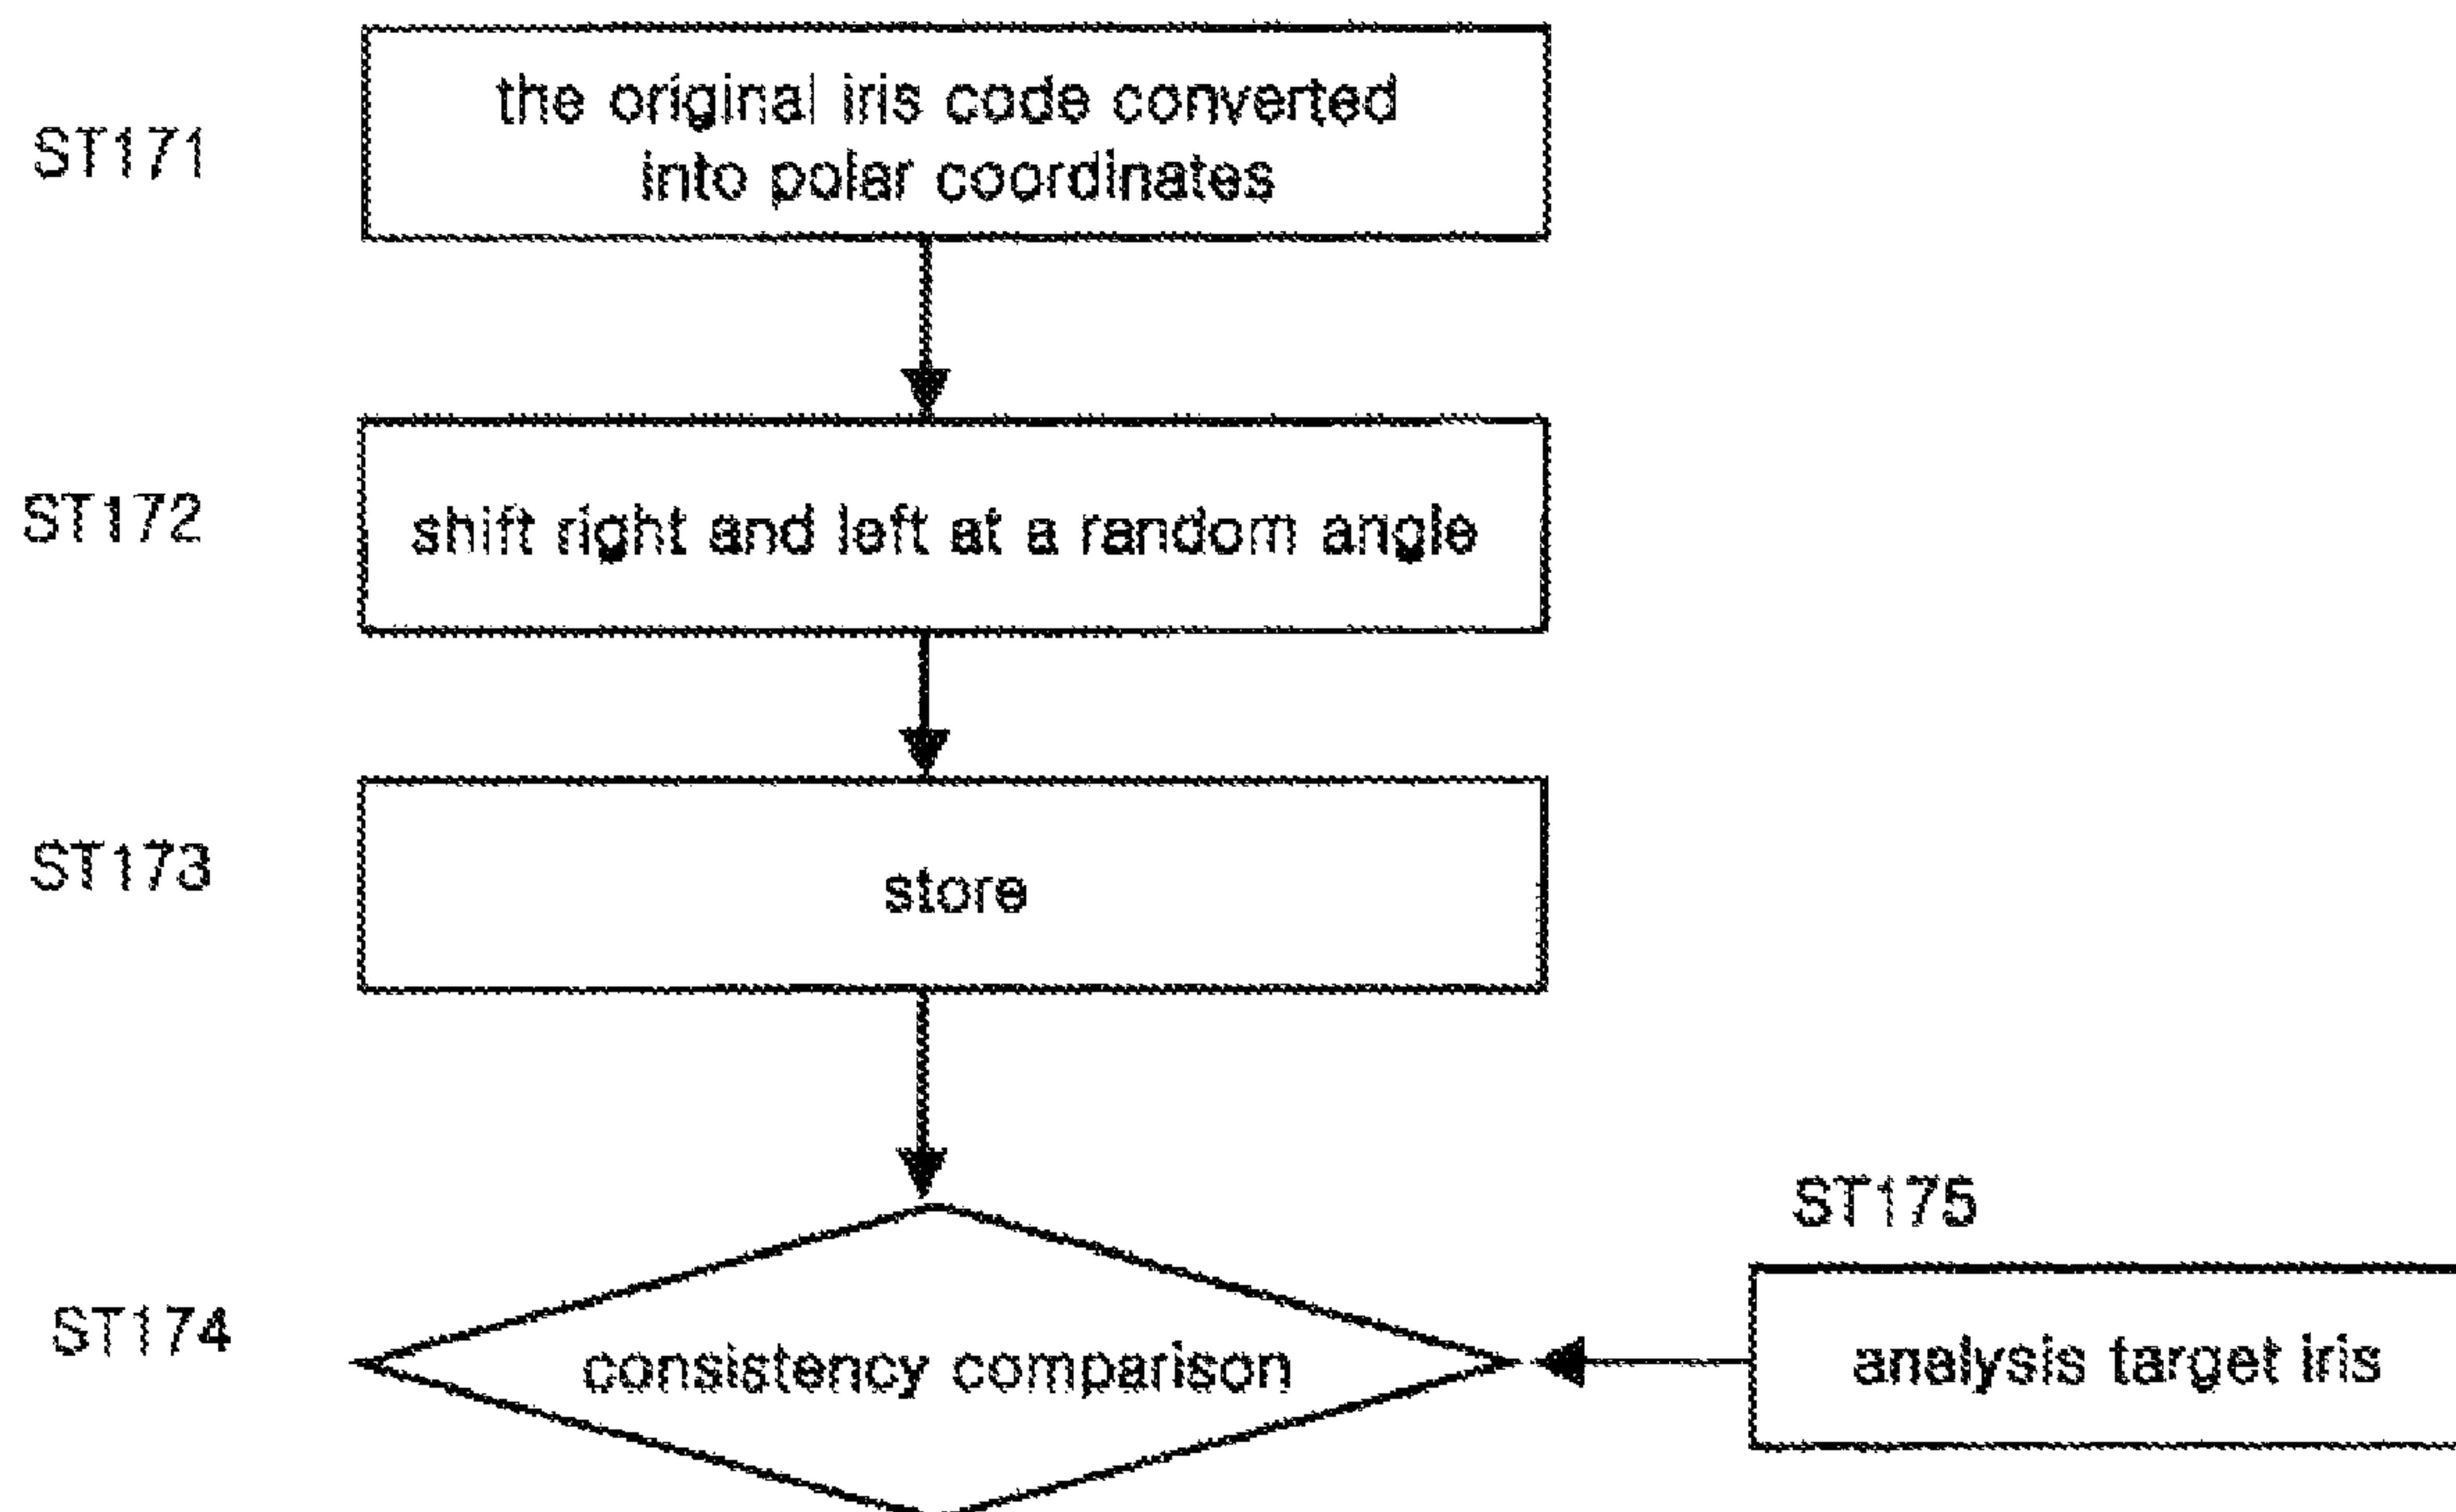 ST171
the original iris code converted
into polar coordinates
ST172
shift right and left at a random angle
ST173
store
ST175
ST174
consistency comparison
analysis target iris